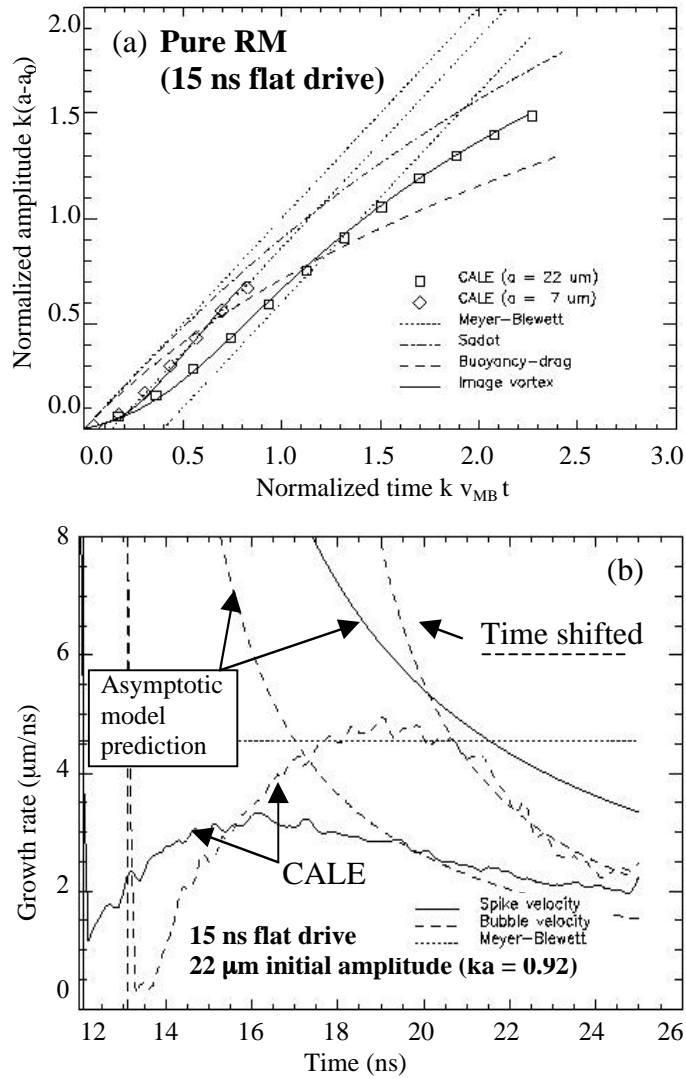 (a) Pure RM
(15 ns flat drive)
Normalized amplitude k(a-a₀)
2.0
1.5
1.0
0.5
0.0
CALE (a = 22 um)
CALE (a = 7 um)
Meyer-Blewett
Sadot
Buoyancy-drag
Image vortex
0.0 0.5 1.0 1.5 2.0 2.5 3.0
Normalized time k v_MB t
(b)
Growth rate (μm/ns)
8
6
4
2
0
Time shifted
Asymptotic
model
prediction
CALE
Spike velocity
Bubble velocity
Meyer-Blewett
15 ns flat drive
22 μm initial amplitude (ka = 0.92)
12 14 16 18 20 22 24 26
Time (ns)